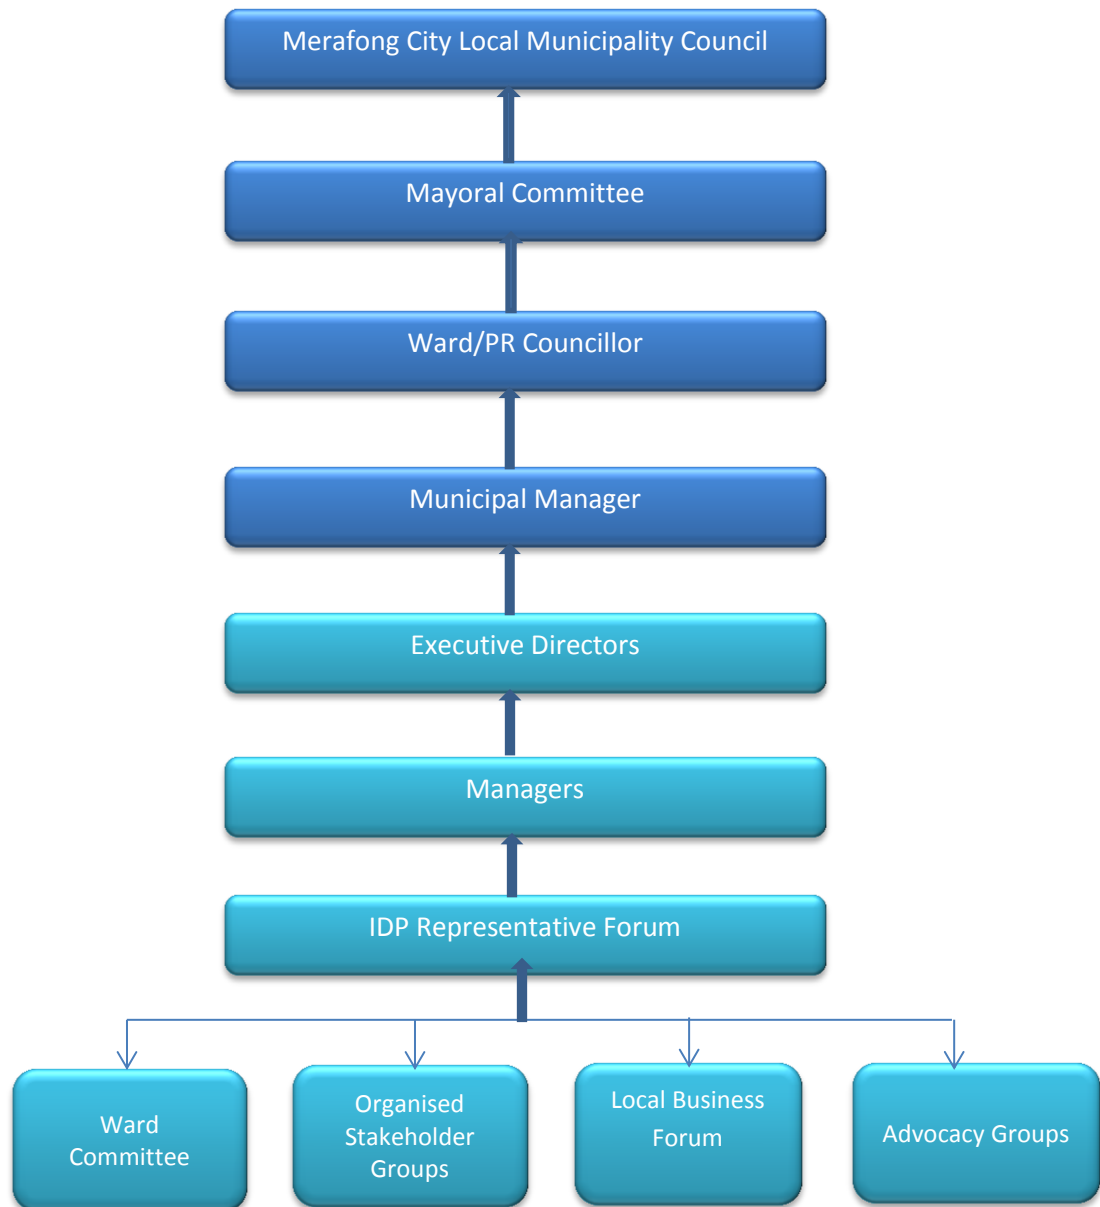 Merafong City Local Municipality Council
Mayoral Committee
Ward/PR Councillor
Municipal Manager
Executive Directors
Managers
IDP Representative Forum
Ward
Committee
Organised
Stakeholder
Groups
Local Business
Forum
Advocacy Groups